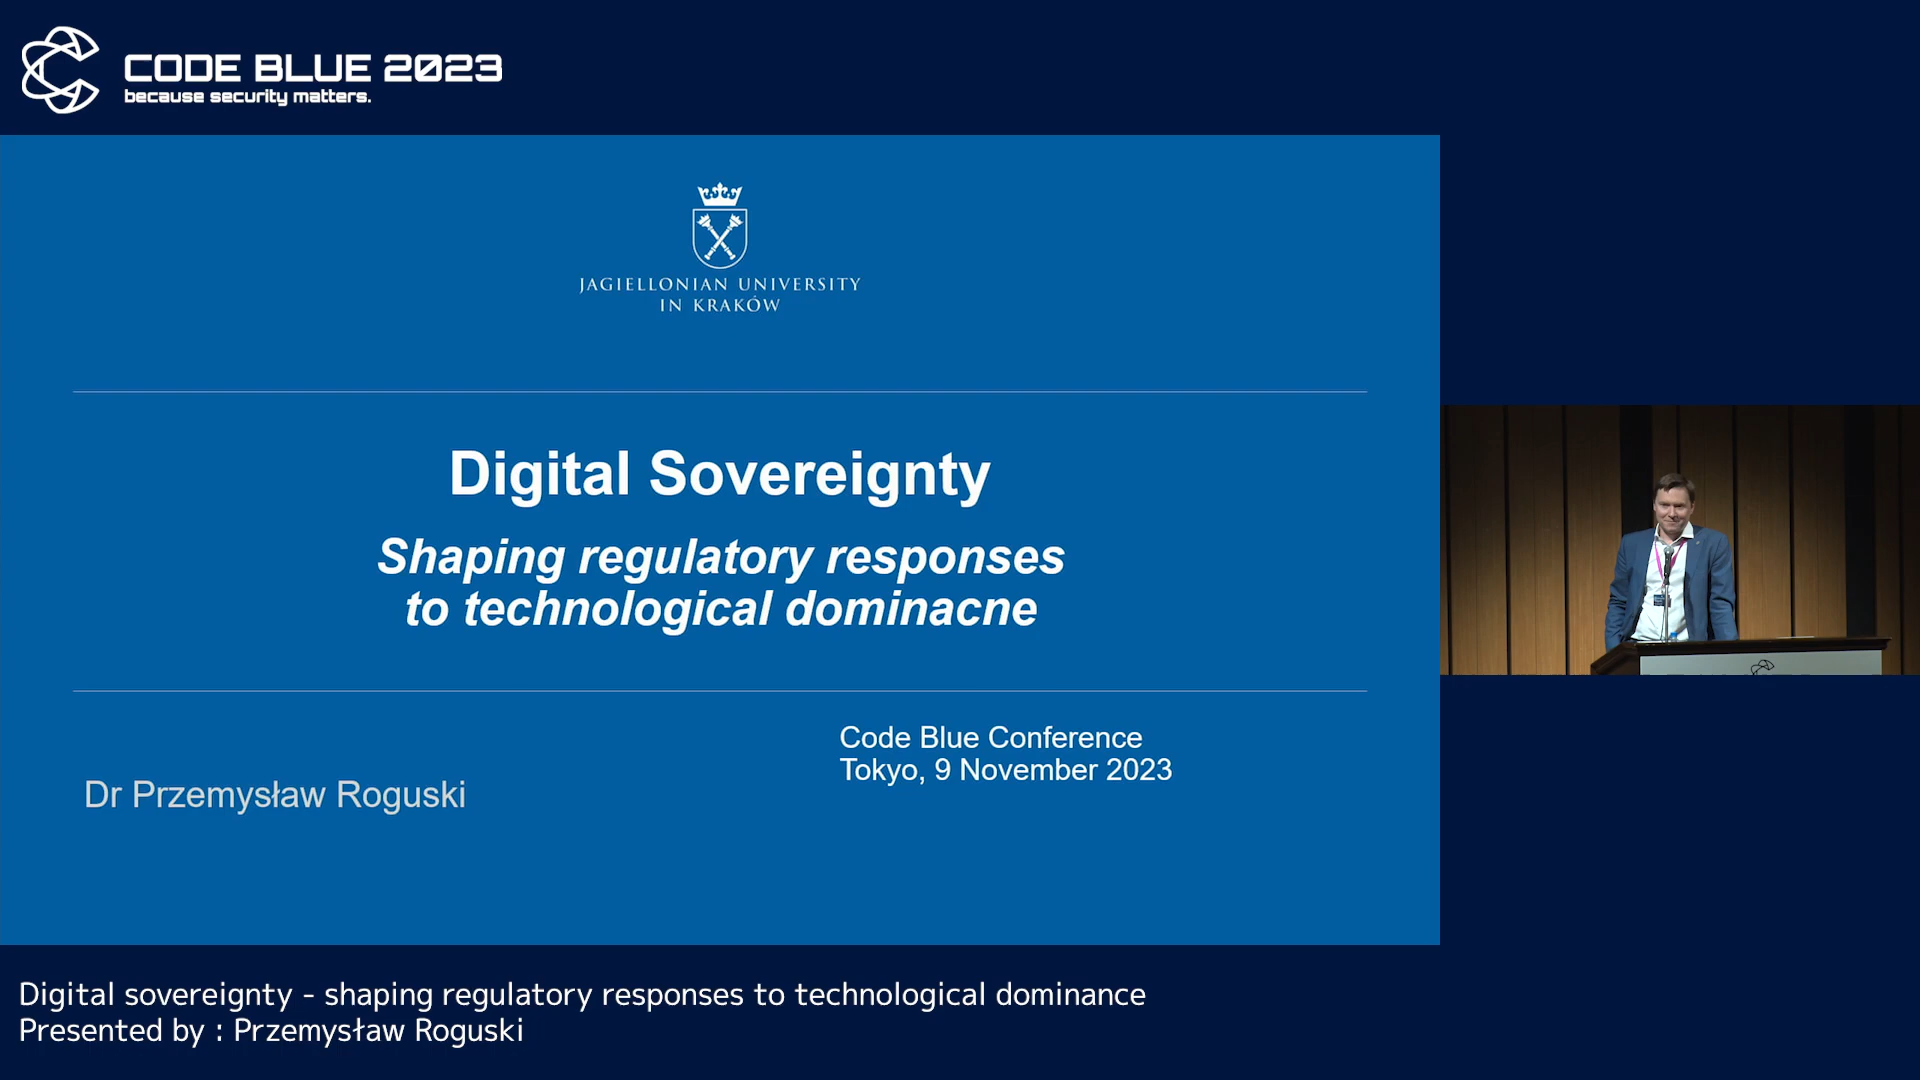 CODE BLUE 2023
because security matters.
JAGIELLONIAN UNIVERSITY
IN KRAKÓW
Digital Sovereignty
Shaping regulatory responses
to technological dominacne
Code Blue Conference
Tokyo, 9 November 2023
Dr Przemysław Roguski
Digital sovereignty - shaping regulatory responses to technological dominance
Presented by : Przemysław Roguski